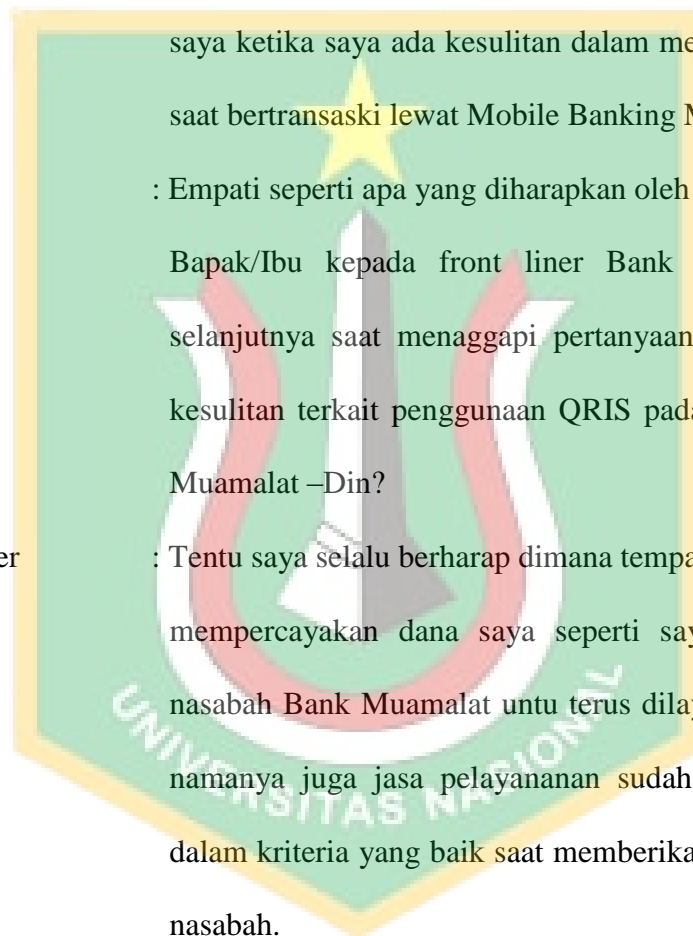 saya ketika saya ada kesulitan dalam me
saat bertransaski lewat Mobile Banking M
: Empati seperti apa yang diharapkan oleh
Bapak/Ibu kepada front liner Bank
selanjutnya saat menaggapi pertanyaan
kesulitan terkait penggunaan QRIS pada
Muamalat –Din?
er : Tentu saya selalu berharap dimana tempa
mempercayakan dana saya seperti say
nasabah Bank Muamalat untu terus dilay
namanya juga jasa pelayananan sudah
dalam kriteria yang baik saat memberika
nasabah.
UNIVERSITAS NASIONAL